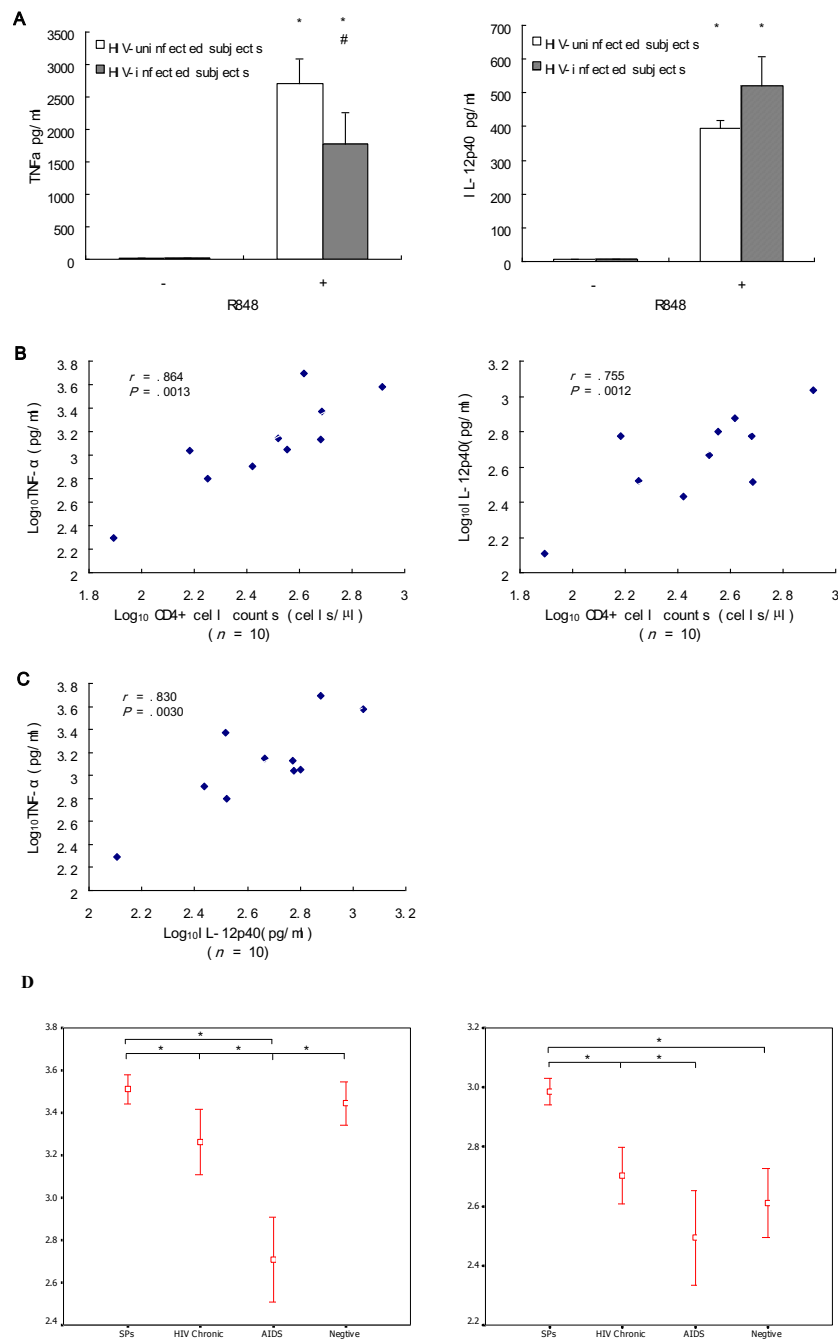 A
* *
#
HIV-uninfected subjects
HIV-infected subjects
TNFa pg/ml
3500
3000
2500
2000
1500
1000
500
0
- +
R848
* *
HIV-uninfected subjects
HIV-infected subjects
IL-12p40 pg/ml
700
600
500
400
300
200
100
0
- +
R848
B
r = .864
P = .0013
Log10TNF-α (pg/ml)
3.8
3.6
3.4
3.2
3
2.8
2.6
2.4
2.2
2
1.8 2 2.2 2.4 2.6 2.8 3
Log10 CD4+ cell counts (cells/μl)
(n = 10)
r = .755
P = .0012
Log10IL-12p40(pg/ml)
3.2
3
2.8
2.6
2.4
2.2
2
1.8 2 2.2 2.4 2.6 2.8 3
Log10 CD4+ cell counts (cells/μl)
(n = 10)
C
r = .830
P = .0030
Log10TNF-α (pg/ml)
3.8
3.6
3.4
3.2
3
2.8
2.6
2.4
2.2
2
2 2.2 2.4 2.6 2.8 3 3.2
Log10IL-12p40(pg/ml)
(n = 10)
D
3.8
3.6
3.4
3.2
3.0
2.8
2.6
2.4
*
* * *
SPs HIV Chronic AIDS Negtive
3.2
3.0
2.8
2.6
2.4
2.2
*
* *
SPs HIV Chronic AIDS Negtive